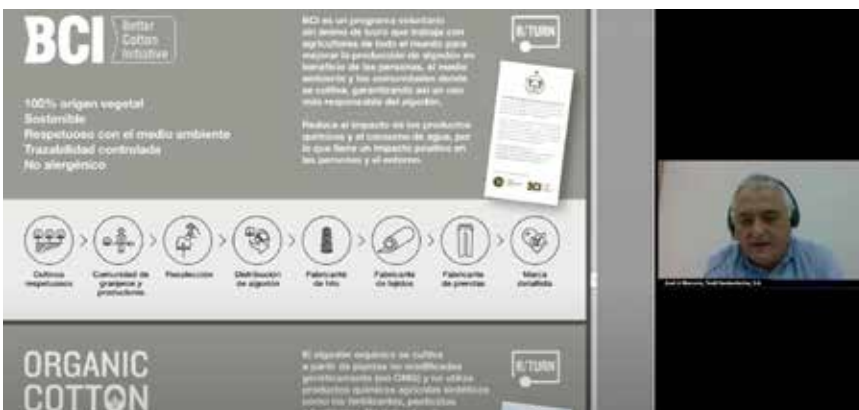 BCI Better
Cotton
Initiative
100% origen vegetal
Sostenible
Respetuoso con el medio ambiente
Trazabilidad controlada
No alergénico
BCI es un programa voluntario
sin ánimo de lucro que trabaja con
agricultores de todo el mundo para
mejorar la producción de algodón en
beneficio de las personas, el medio
ambiente y las comunidades donde
se cultiva, garantizando así un uso
más responsable del algodón.
Reduce el impacto de los productos
químicos y el consumo de agua, por
lo que tiene un impacto positivo en
las personas y el entorno.
R/TURN
BCI
Cultivos
respetuosos
Comunidad de
granjeros y
productores
Recolección
Distribución
de algodón
Fabricante
de hilo
Fabricante
de tejidos
Fabricante
de prendas
Marca
detallista
ORGANIC
COTTON
El algodón orgánico se cultiva
a partir de plantas no modificadas
genéticamente (no OMG) y no utiliza
productos químicos agrícolas sintéticos
como los fertilizantes, pesticidas
R/TURN